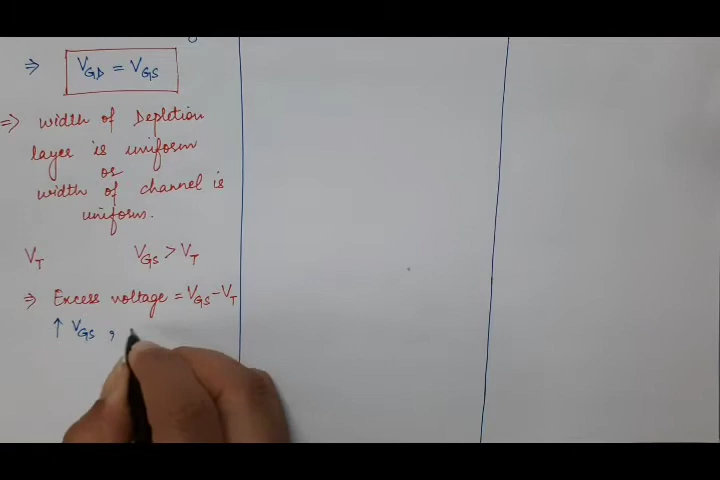 ⇒ V_GD = V_GS
⇒ width of Depletion
layer is uniform
or
width of channel is
uniform.
V_T V_GS > V_T
⇒ Excess voltage = V_GS - V_T
↑ V_GS ,